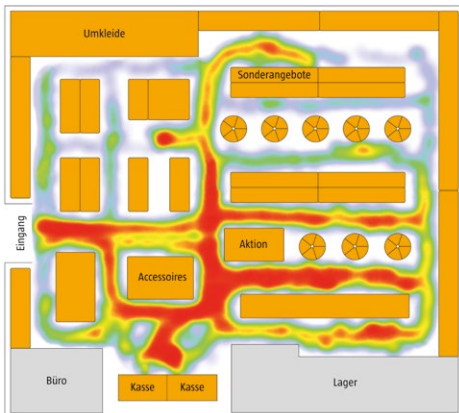 Umkleide
Sonderangebote
Eingang
Aktion
Accessoires
Büro
Kasse
Kasse
Lager